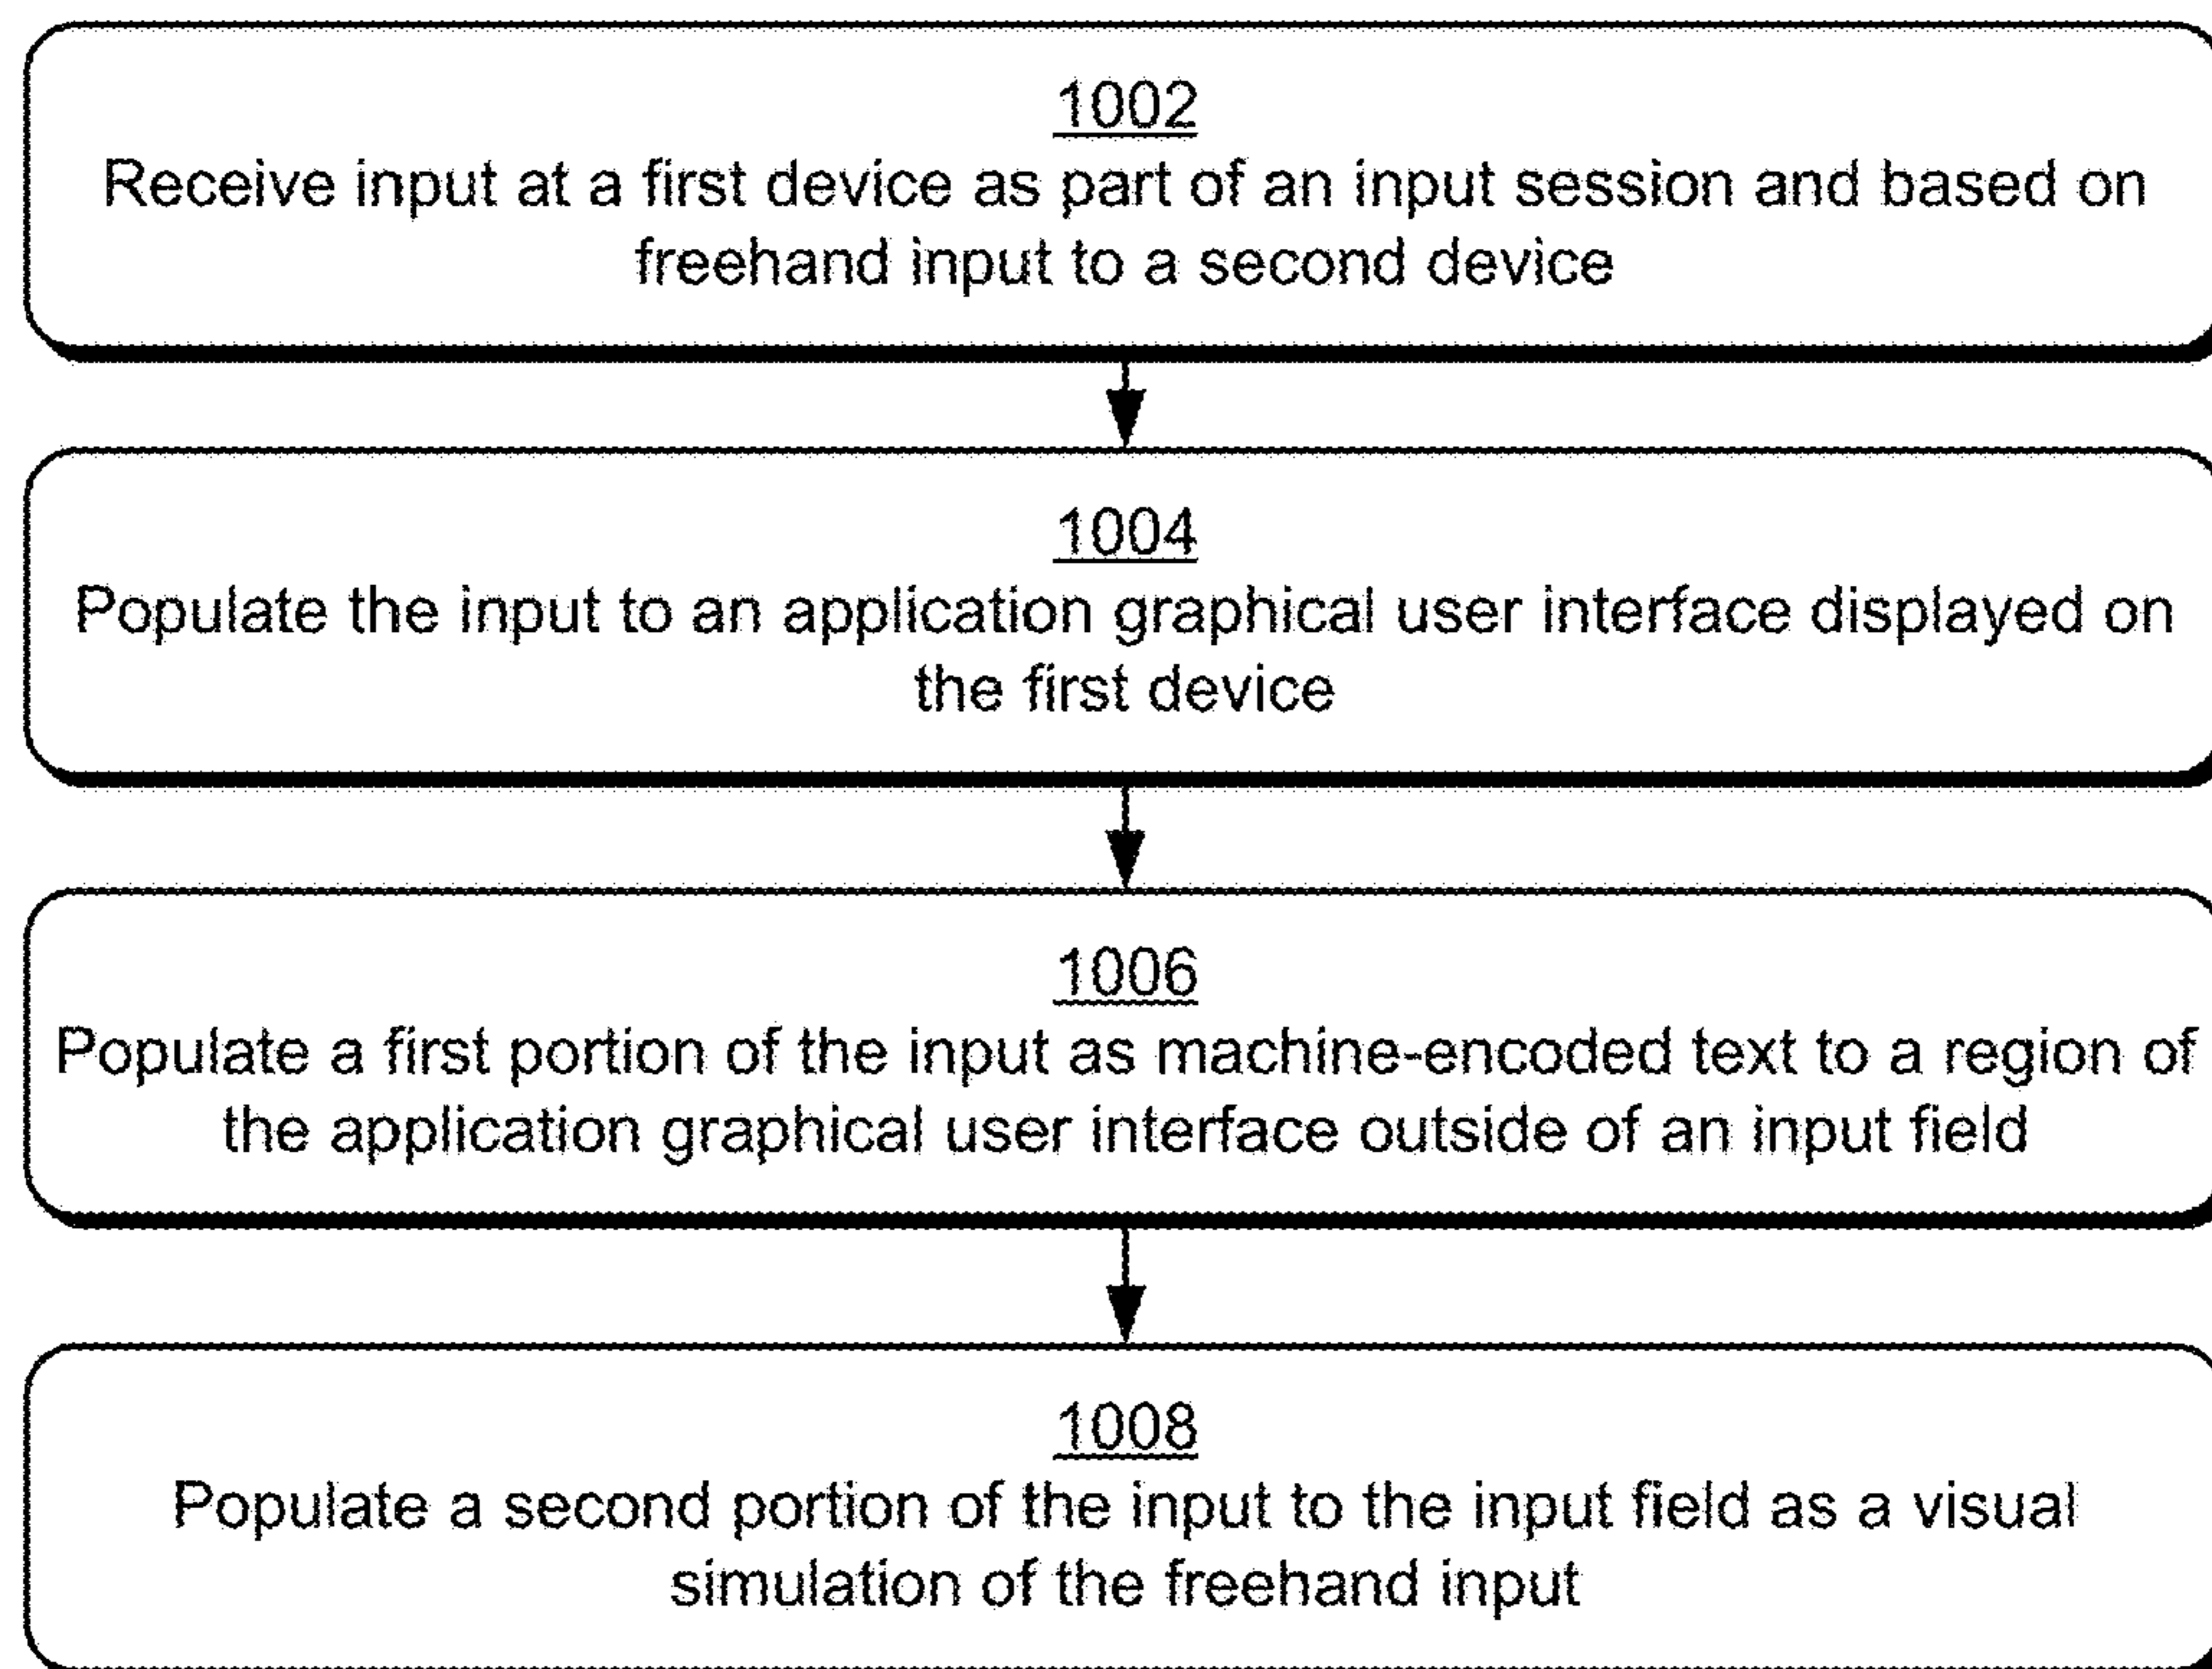 1002
Receive input at a first device as part of an input session and based on
freehand input to a second device
1004
Populate the input to an application graphical user interface displayed on
the first device
1006
Populate a first portion of the input as machine-encoded text to a region of
the application graphical user interface outside of an input field
1008
Populate a second portion of the input to the input field as a visual
simulation of the freehand input